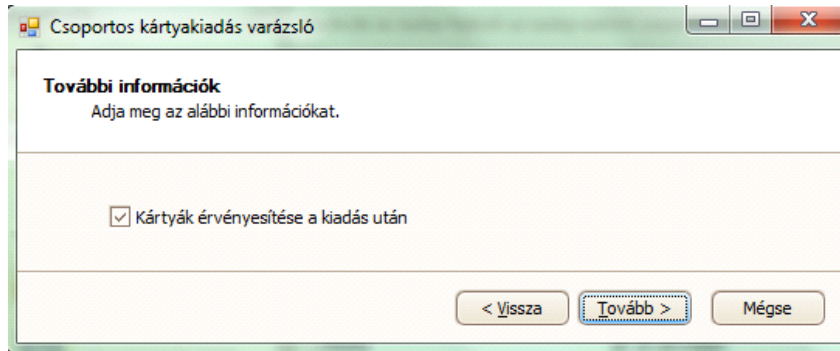 Csoportos kártyakiadás varázsló
További információk
Adja meg az alábbi információkat.
Kártyák érvényesítése a kiadás után
< Vissza
Tovább >
Mégse